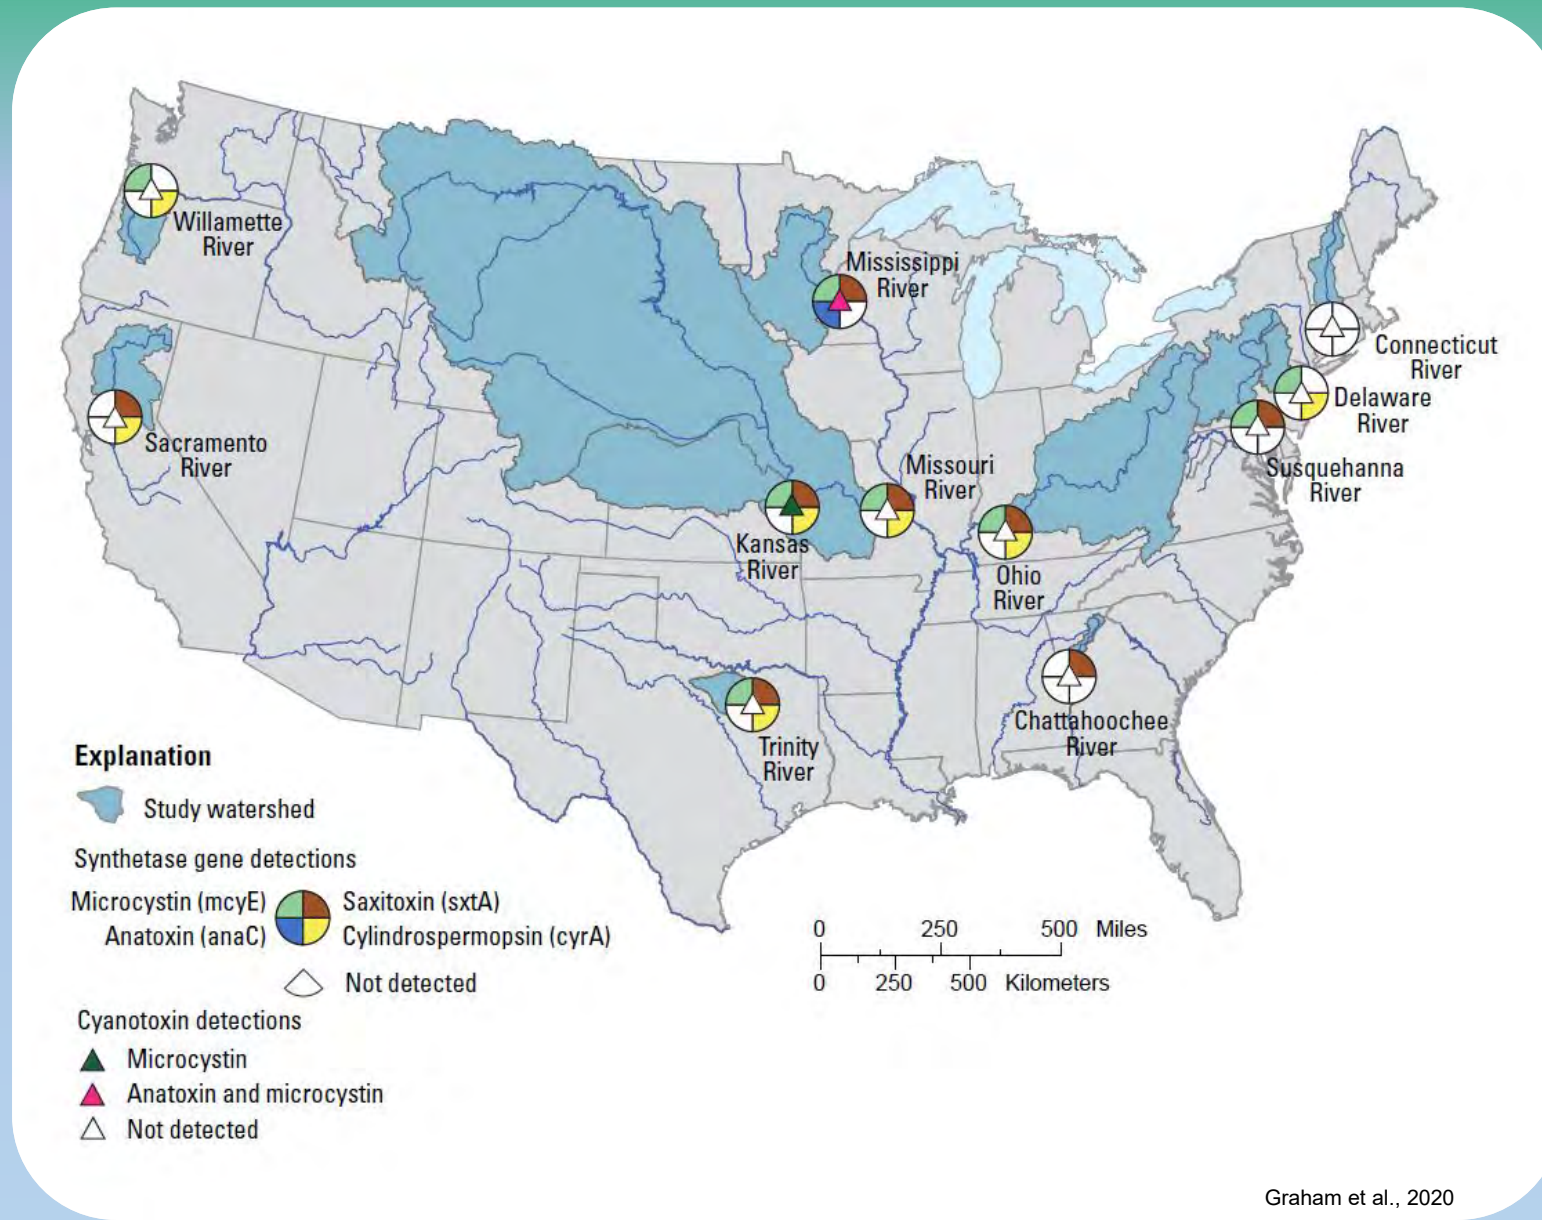 Willamette
River
Mississippi
River
Connecticut
River
Delaware
River
Sacramento
River
Missouri
River
Susquehanna
River
Kansas
River
Ohio
River
Chattahoochee
River
Trinity
River
Explanation
Study watershed
Synthetase gene detections
Microcystin (mcyE) Saxitoxin (sxtA)
Anatoxin (anaC) Cylindrospermopsin (cyrA)
Not detected
Cyanotoxin detections
Microcystin
Anatoxin and microcystin
Not detected
0 250 500 Miles
0 250 500 Kilometers
Graham et al., 2020